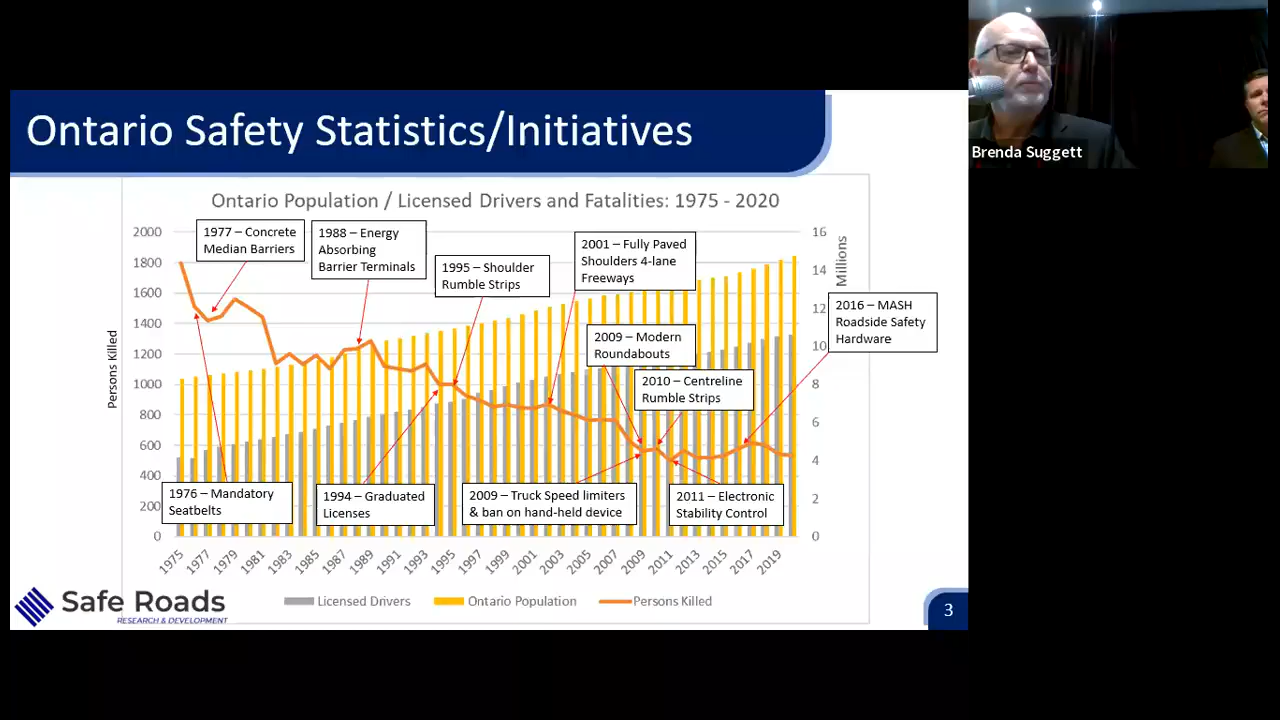 Ontario Safety Statistics/Initiatives
Brenda Suggett
Ontario Population / Licensed Drivers and Fatalities: 1975 - 2020
Persons Killed
2000
1800
1600
1400
1200
1000
800
600
400
200
0
16
14
12
10
8
6
4
2
0
Millions
1977 – Concrete
Median Barriers
1988 – Energy
Absorbing
Barrier Terminals
1995 – Shoulder
Rumble Strips
2001 – Fully Paved
Shoulders 4-lane
Freeways
2009 – Modern
Roundabouts
2010 – Centreline
Rumble Strips
2016 – MASH
Roadside Safety
Hardware
1976 – Mandatory
Seatbelts
1994 – Graduated
Licenses
2009 – Truck Speed limiters
& ban on hand-held device
2011 – Electronic
Stability Control
1975
1977
1979
1981
1983
1985
1987
1989
1991
1993
1995
1997
1999
2001
2003
2005
2007
2009
2011
2013
2015
2017
2019
Licensed Drivers
Ontario Population
Persons Killed
Safe Roads
RESEARCH & DEVELOPMENT
3